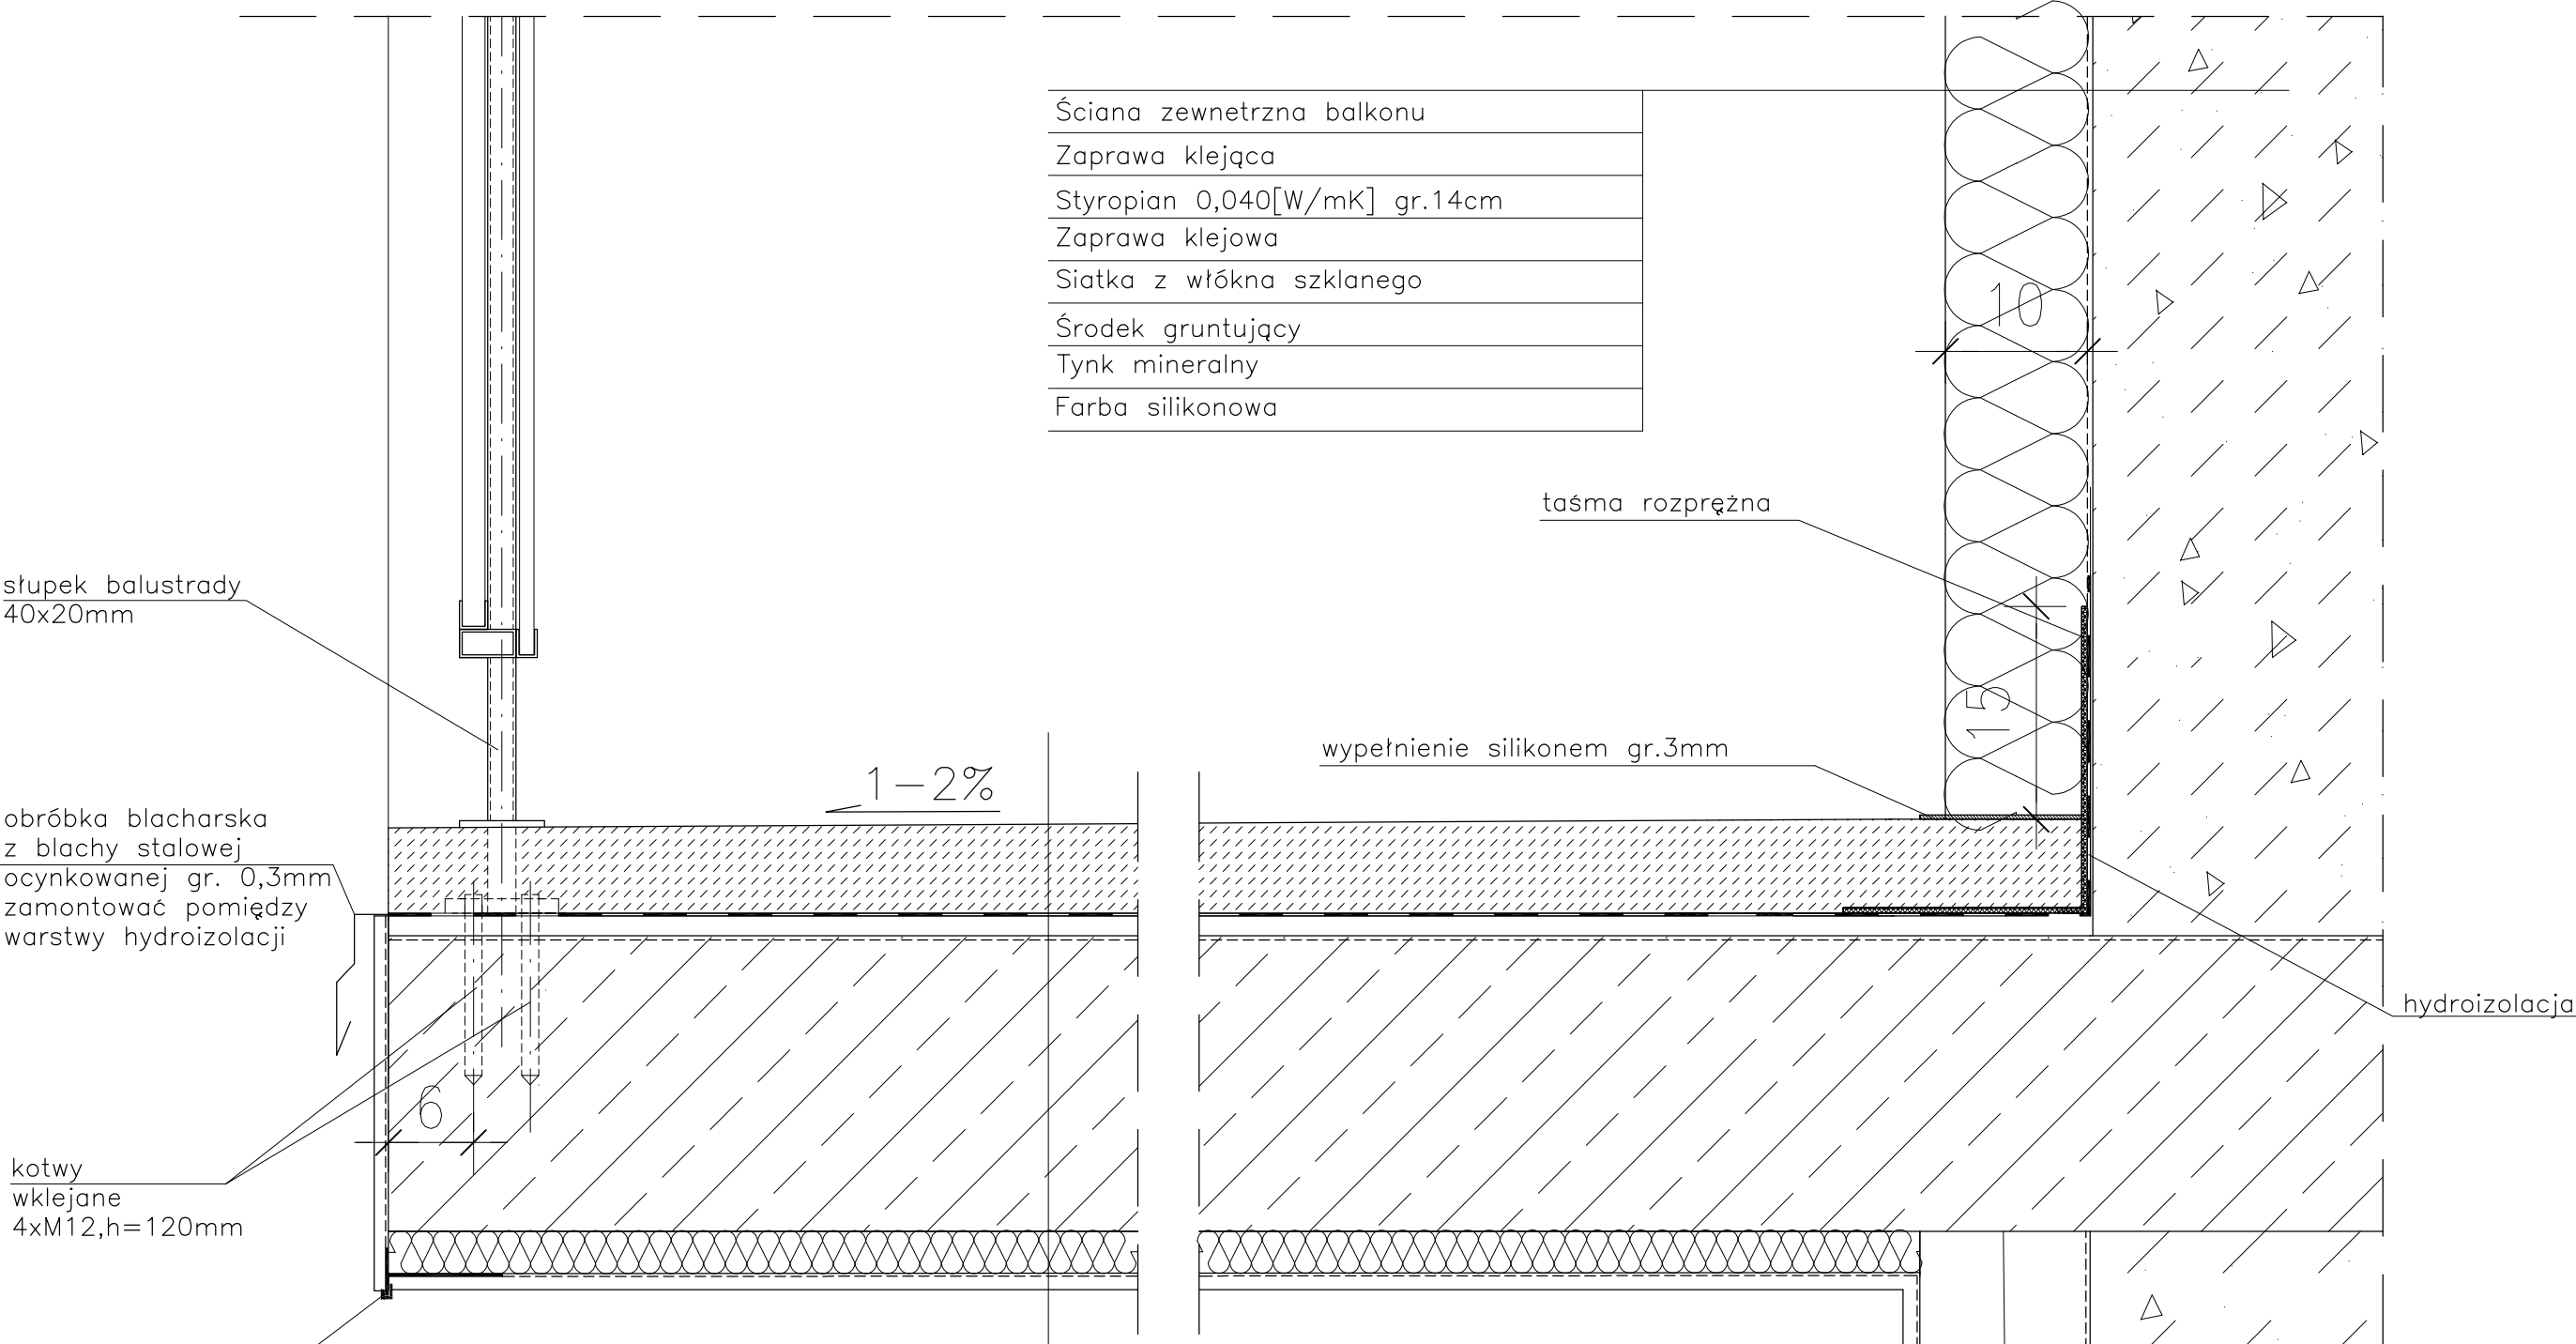 Ściana zewnetrzna balkonu
Zaprawa klejąca
Styropian 0,040[W/mK] gr.14cm
Zaprawa klejowa
Siatka z włókna szklanego
Środek gruntujący
Tynk mineralny
Farba silikonowa
10
taśma rozprężna
słupek balustrady
40x20mm
15
wypełnienie silikonem gr.3mm
1-2%
obróbka blacharska
z blachy stalowej
ocynkowanej gr. 0,3mm
zamontować pomiędzy
warstwy hydroizolacji
hydroizolacja
6
kotwy
wklejane
4xM12,h=120mm